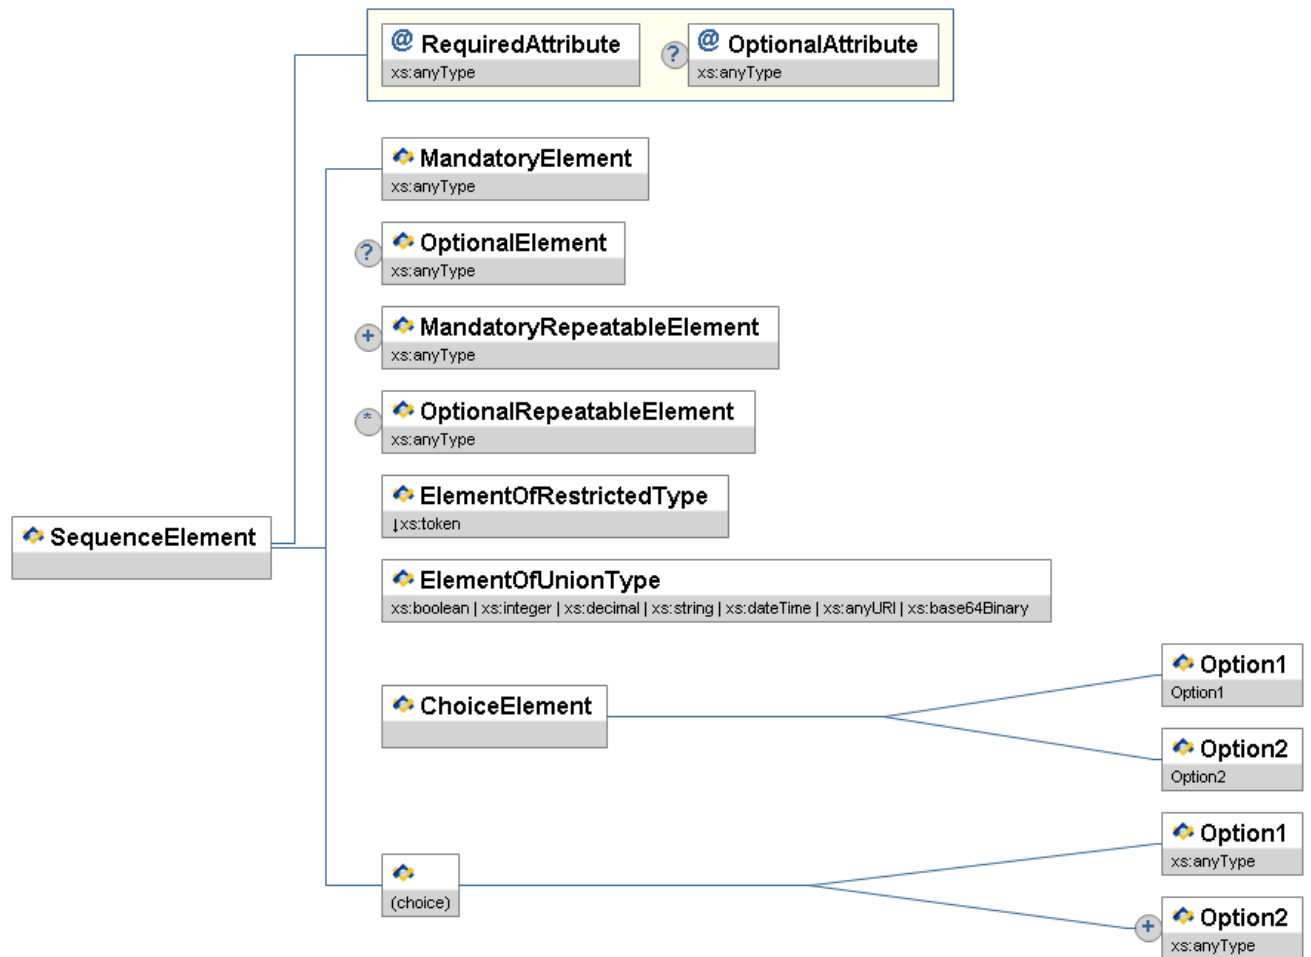 @ RequiredAttribute
xs:anyType
? @ OptionalAttribute
xs:anyType
MandatoryElement
xs:anyType
? OptionalElement
xs:anyType
+ MandatoryRepeatableElement
xs:anyType
* OptionalRepeatableElement
xs:anyType
ElementOfRestrictedType
↓xs:token
SequenceElement
ElementOfUnionType
xs:boolean | xs:integer | xs:decimal | xs:string | xs:dateTime | xs:anyURI | xs:base64Binary
ChoiceElement
Option1
Option1
Option2
Option2
(choice)
Option1
xs:anyType
+ Option2
xs:anyType